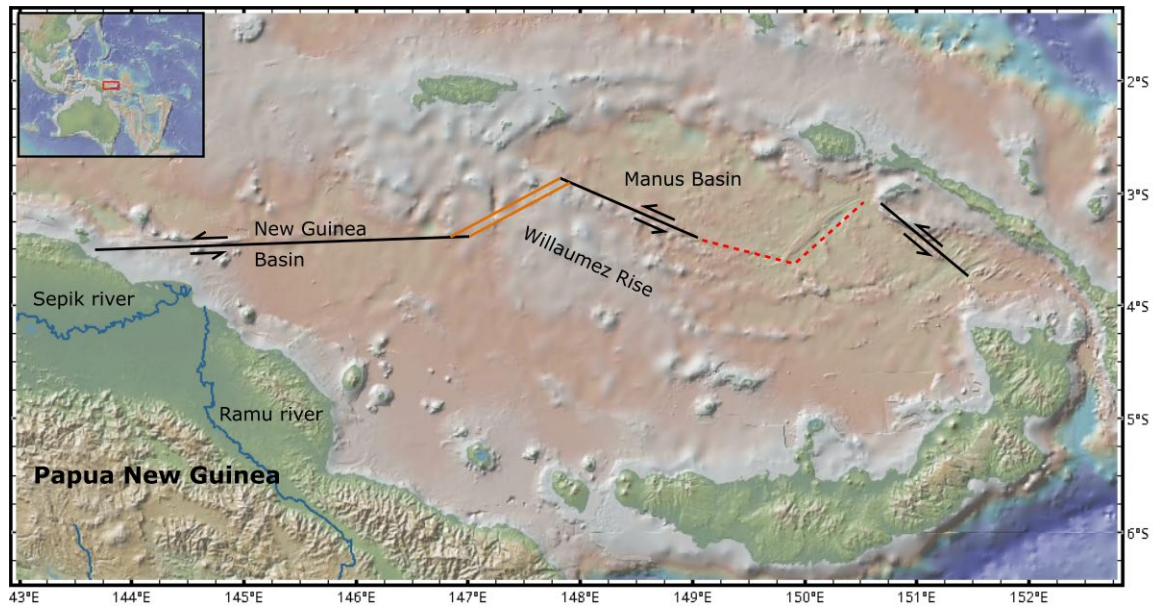 Manus Basin
New Guinea
Basin
Willaumez Rise
Sepik river
Ramu river
Papua New Guinea
2°S
3°S
4°S
5°S
6°S
43°E
144°E
145°E
146°E
147°E
148°E
149°E
150°E
151°E
152°E